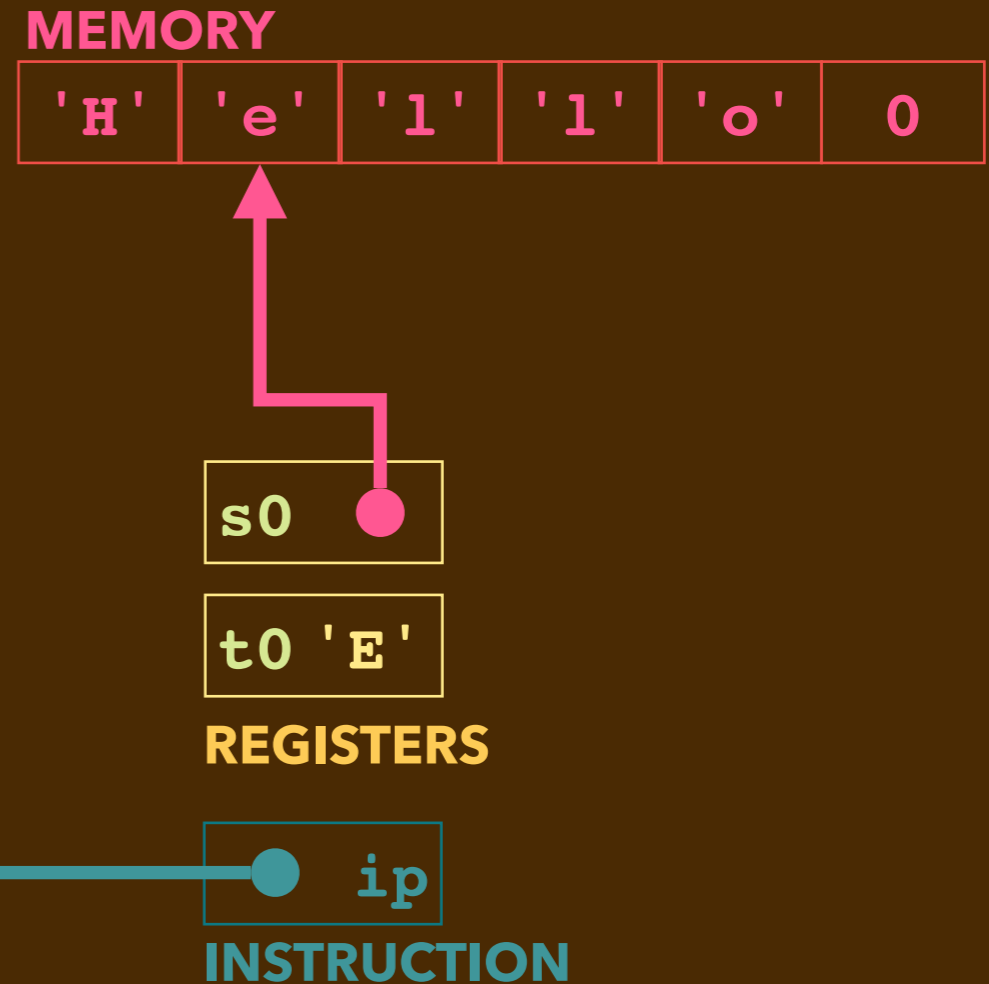 MEMORY
'H' 'e' 'l' 'l' 'o' 0
s0
t0 'E'
REGISTERS
ip
INSTRUCTION